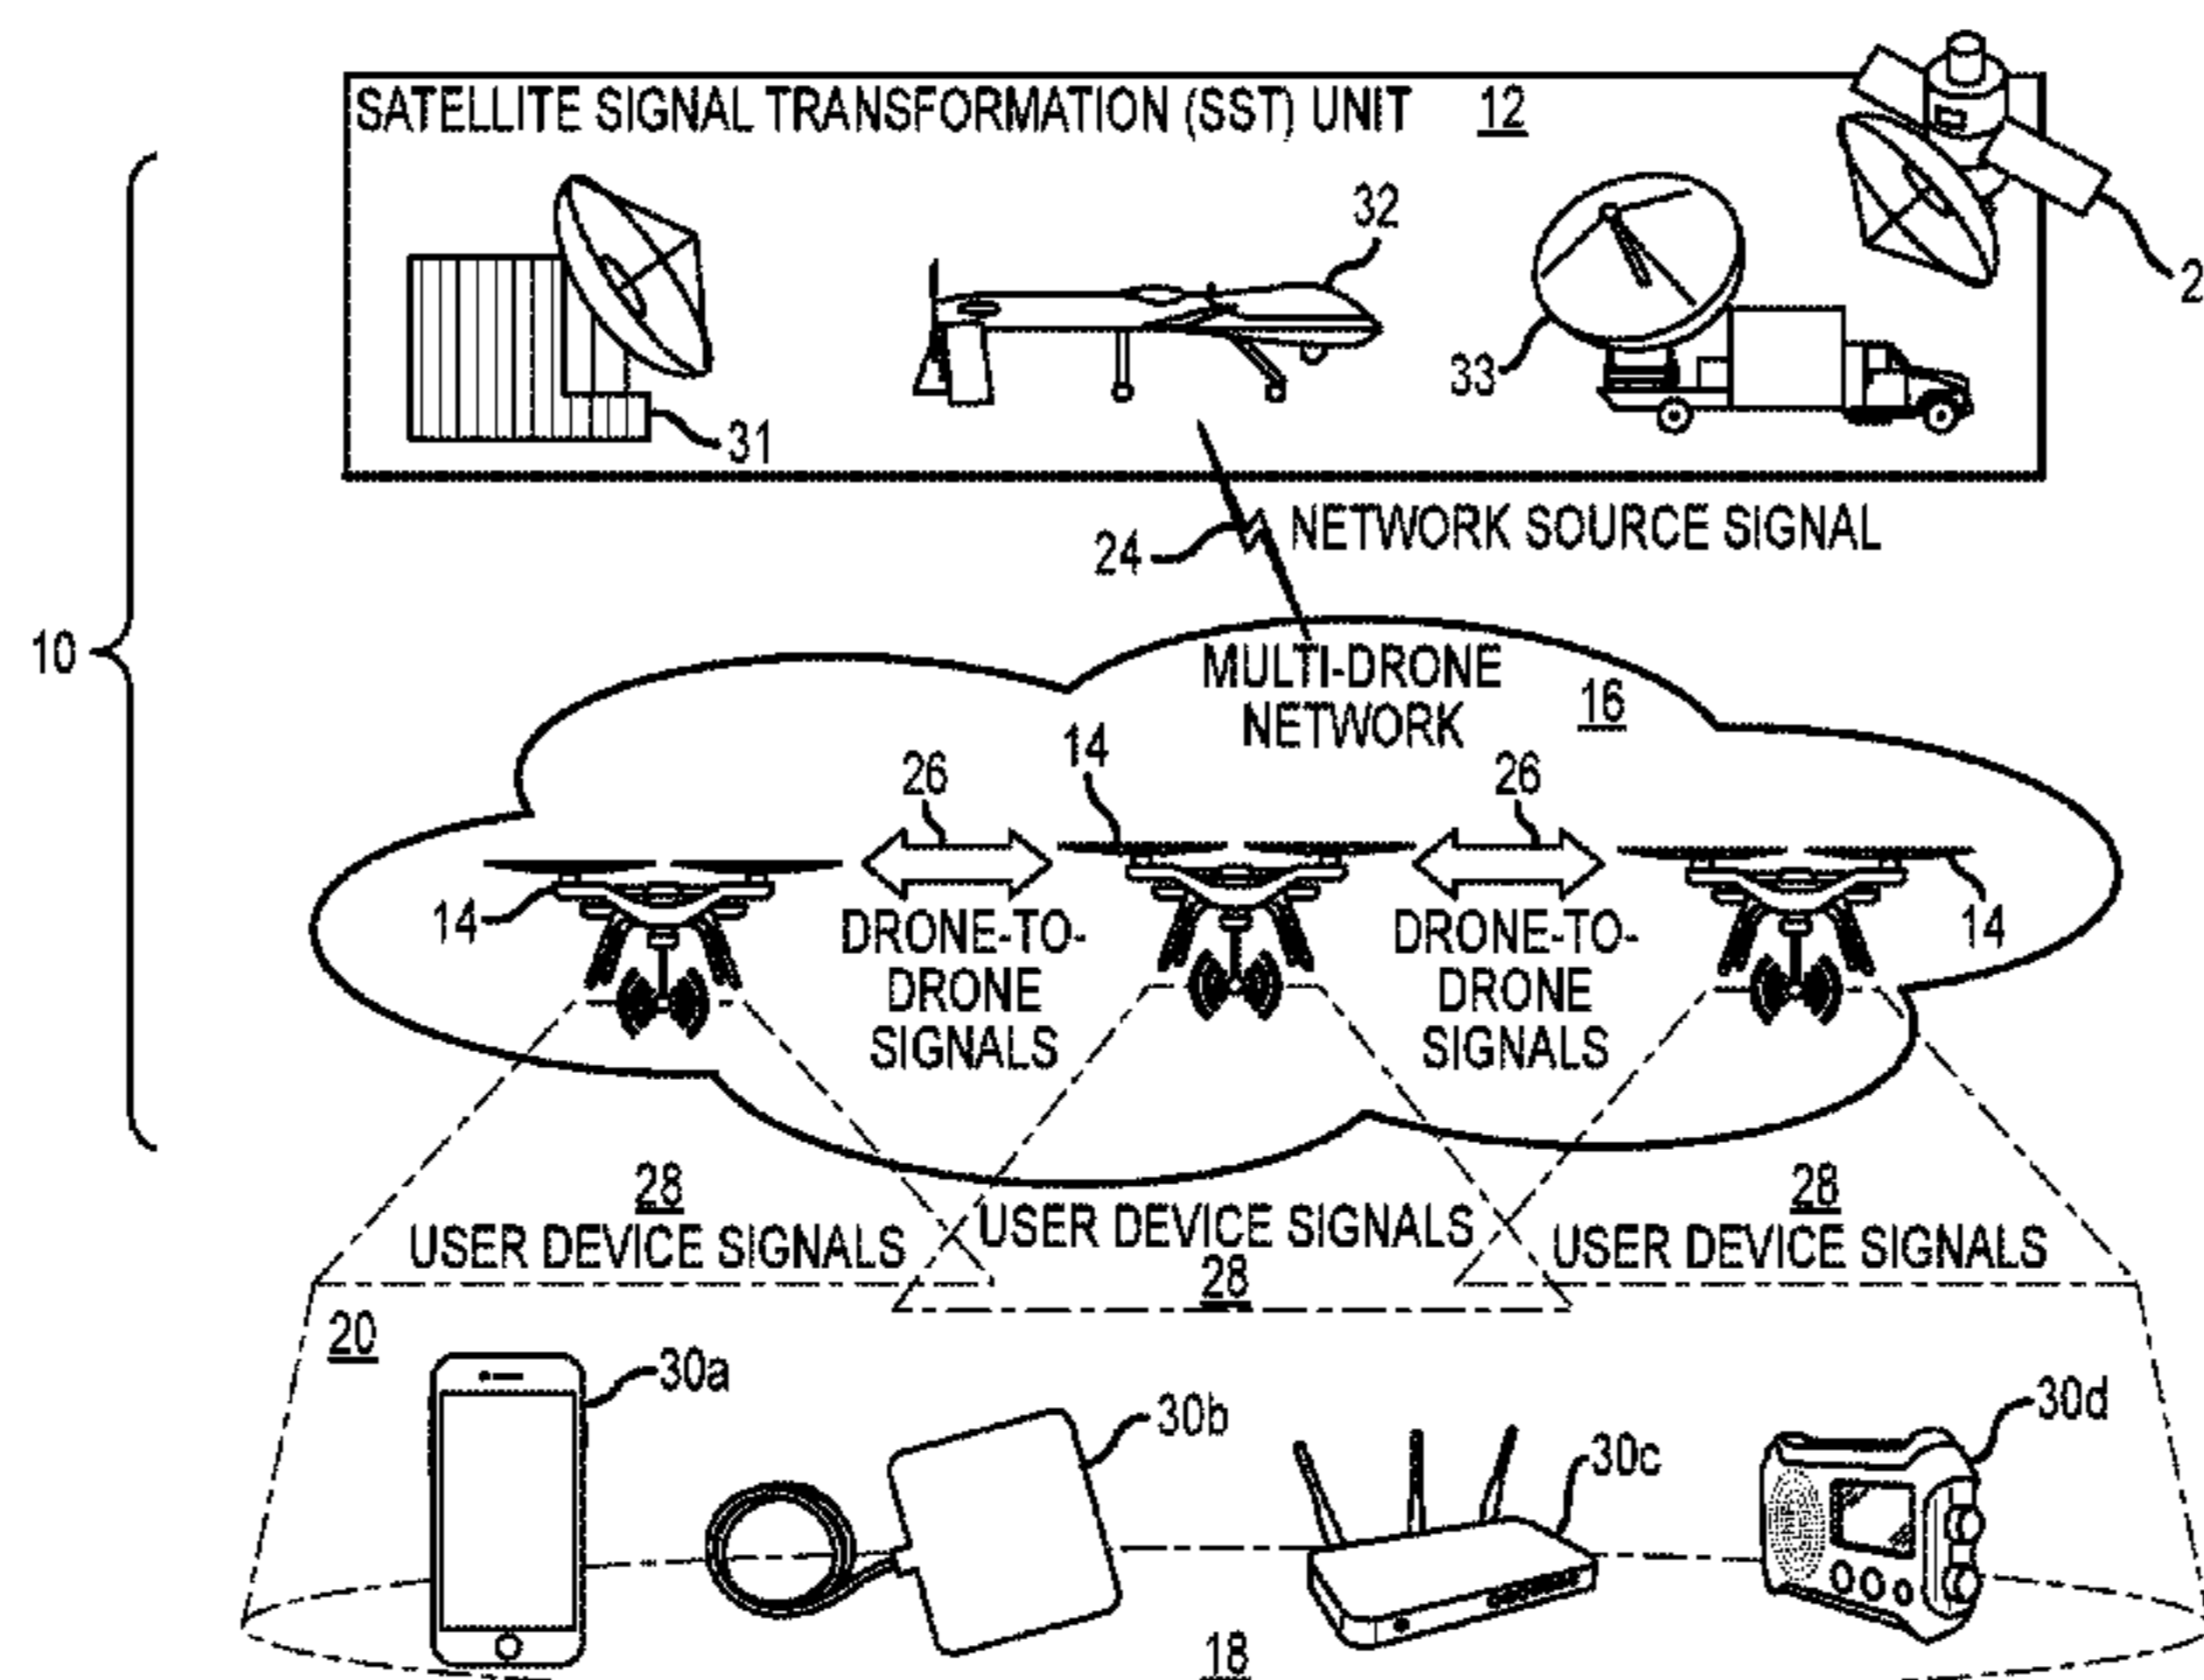 SATELLITE SIGNAL TRANSFORMATION (SST) UNIT 12
32
2
33
31
24
NETWORK SOURCE SIGNAL
10
MULTI-DRONE
NETWORK
16
14
26
26
14
14
DRONE-TO-
DRONE
SIGNALS
DRONE-TO-
DRONE
SIGNALS
28
USER DEVICE SIGNALS
USER DEVICE SIGNALS
28
28
USER DEVICE SIGNALS
20
30a
30b
30c
30d
18